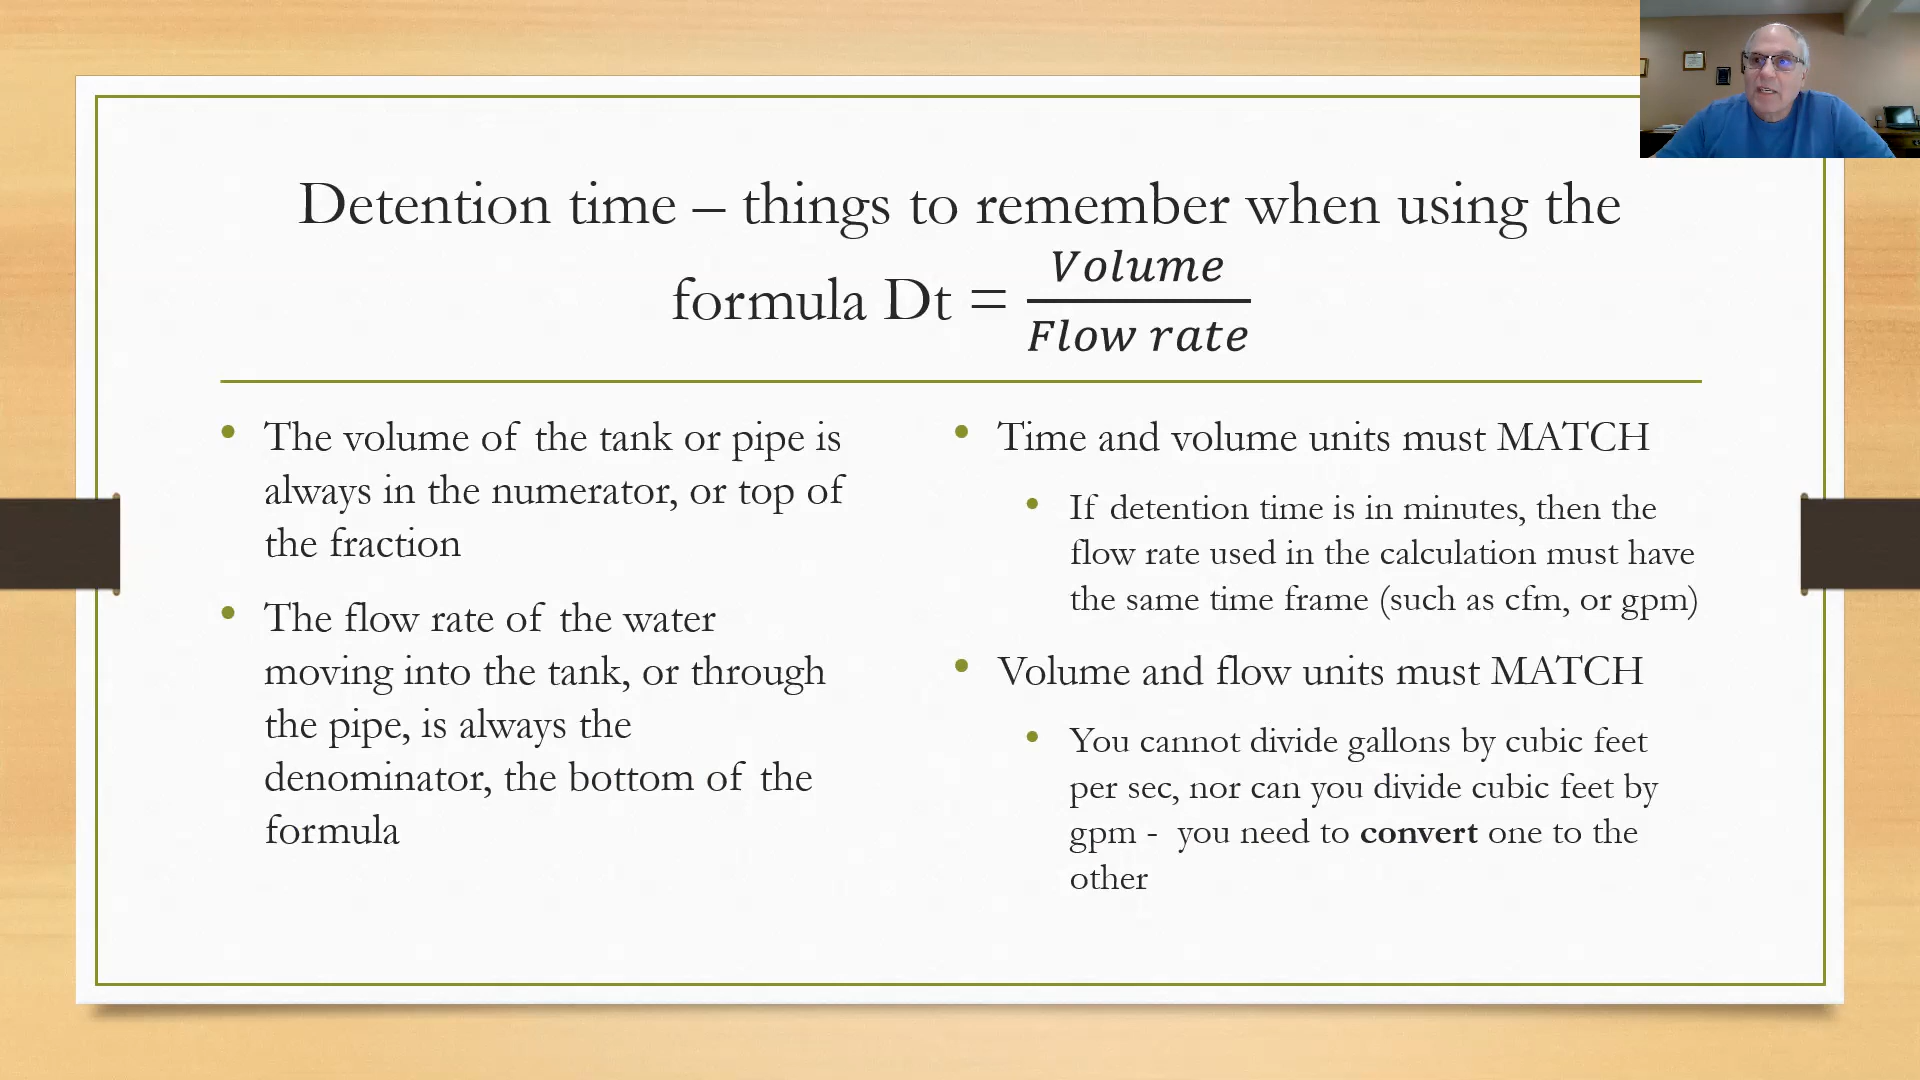 Detention time – things to remember when using the
formula Dt = Volume / Flow rate
• The volume of the tank or pipe is
always in the numerator, or top of
the fraction
• The flow rate of the water
moving into the tank, or through
the pipe, is always the
denominator, the bottom of the
formula
• Time and volume units must MATCH
• If detention time is in minutes, then the
flow rate used in the calculation must have
the same time frame (such as cfm, or gpm)
• Volume and flow units must MATCH
• You cannot divide gallons by cubic feet
per sec, nor can you divide cubic feet by
gpm - you need to convert one to the
other